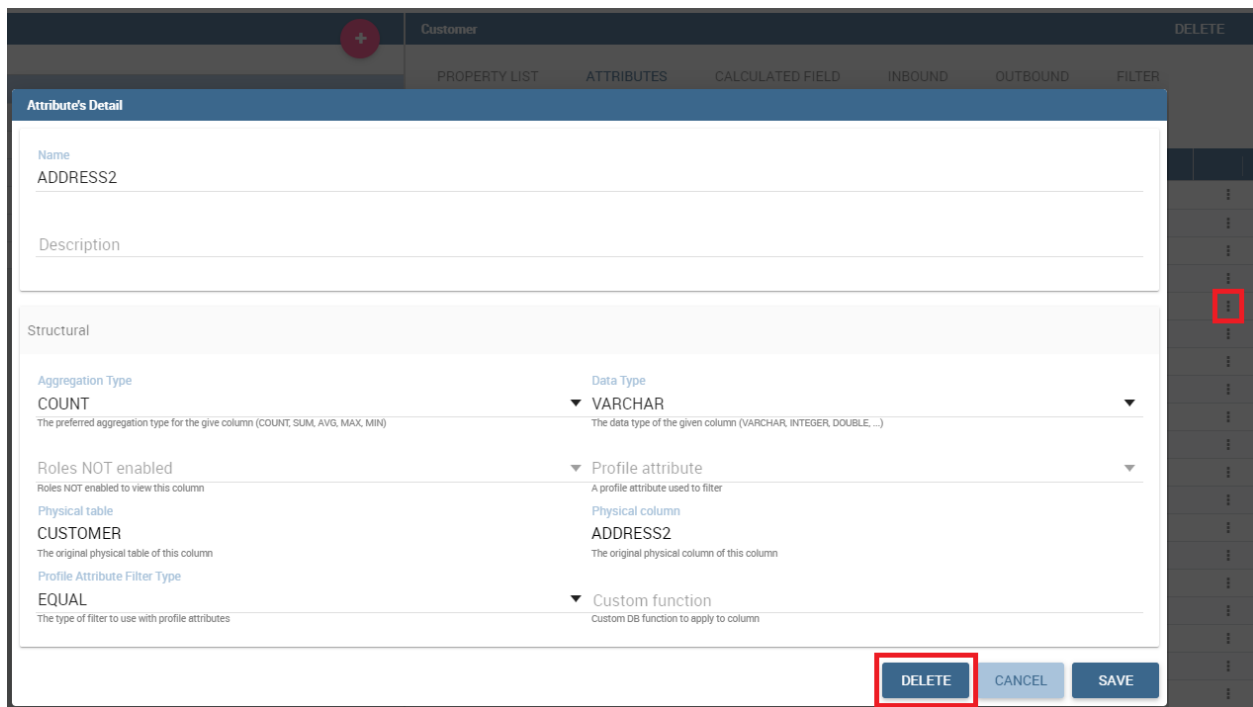 +
Customer
DELETE
PROPERTY LIST ATTRIBUTES CALCULATED FIELD INBOUND OUTBOUND FILTER
Attribute's Detail
Name
ADDRESS2
Description
Structural
Aggregation Type
COUNT
The preferred aggregation type for the give column (COUNT, SUM, AVG, MAX, MIN)
Data Type
VARCHAR
The data type of the given column (VARCHAR, INTEGER, DOUBLE, ...)
Roles NOT enabled
Roles NOT enabled to view this column
Profile attribute
A profile attribute used to filter
Physical table
CUSTOMER
The original physical table of this column
Physical column
ADDRESS2
The original physical column of this column
Profile Attribute Filter Type
EQUAL
The type of filter to use with profile attributes
Custom function
Custom DB function to apply to column
DELETE CANCEL SAVE